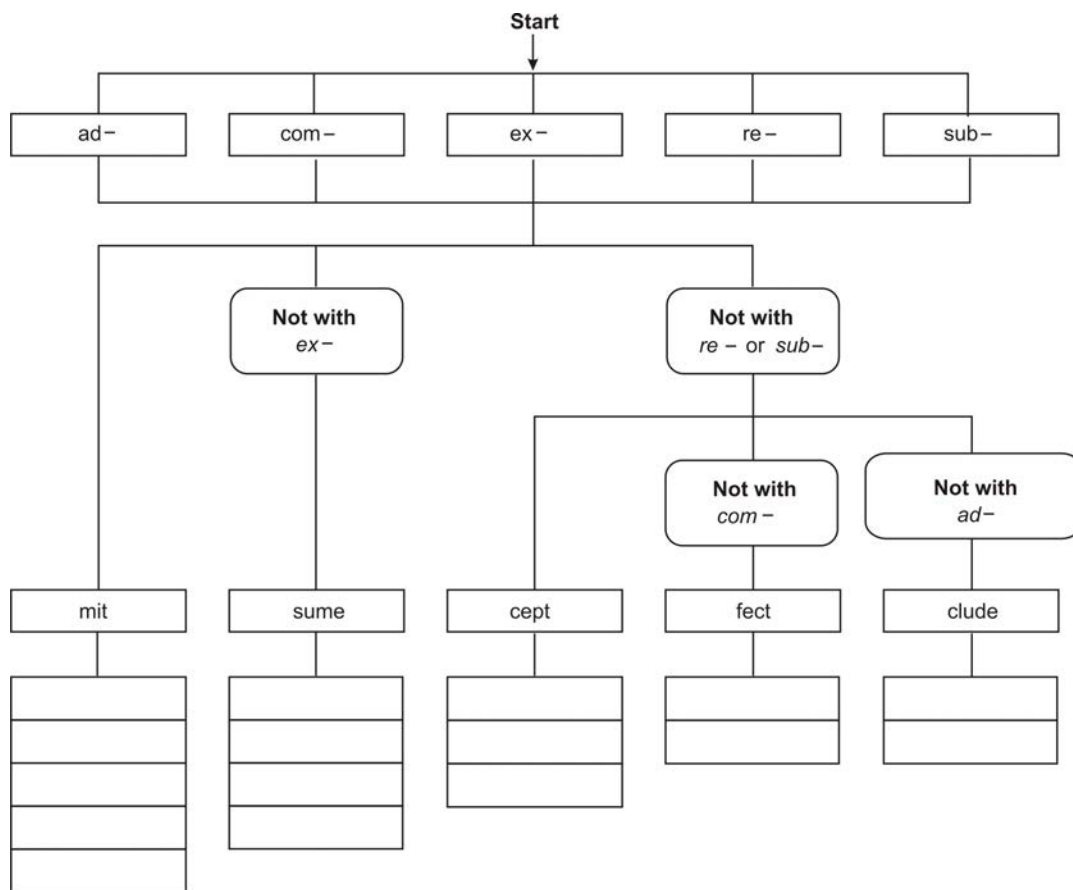 Start
ad–
com–
ex–
re–
sub–
Not with
ex–
Not with
re – or sub–
Not with
com –
Not with
ad–
mit
sume
cept
fect
clude